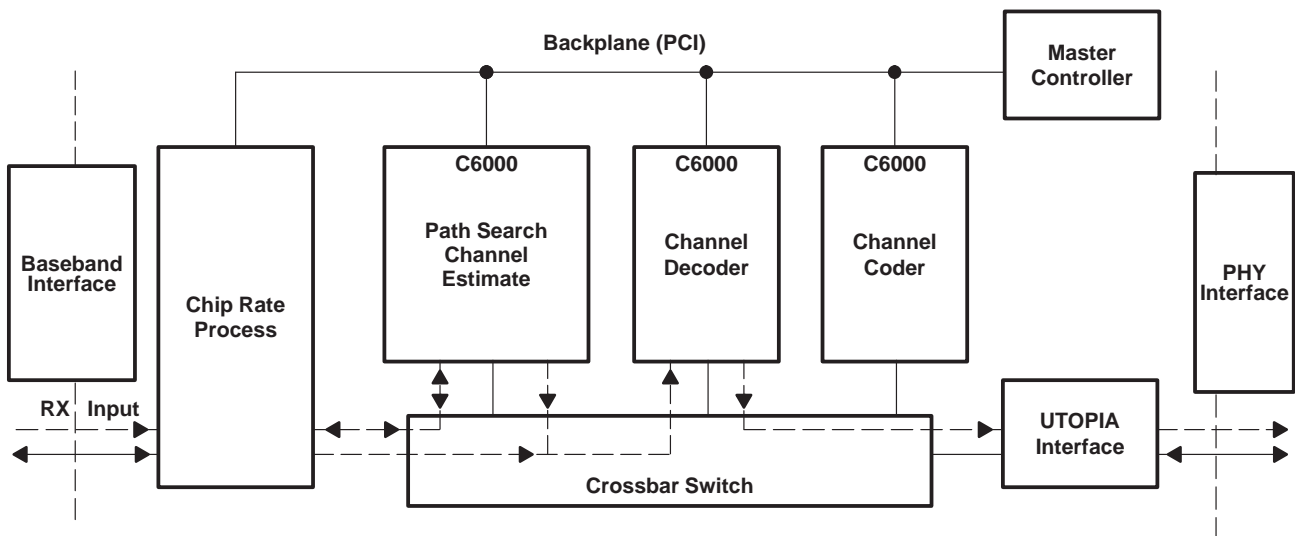 Backplane (PCI)
Master
Controller
C6000
C6000
C6000
Path Search
Channel
Estimate
Channel
Decoder
Channel
Coder
Baseband
Interface
Chip Rate
Process
PHY
Interface
RX Input
UTOPIA
Interface
Crossbar Switch